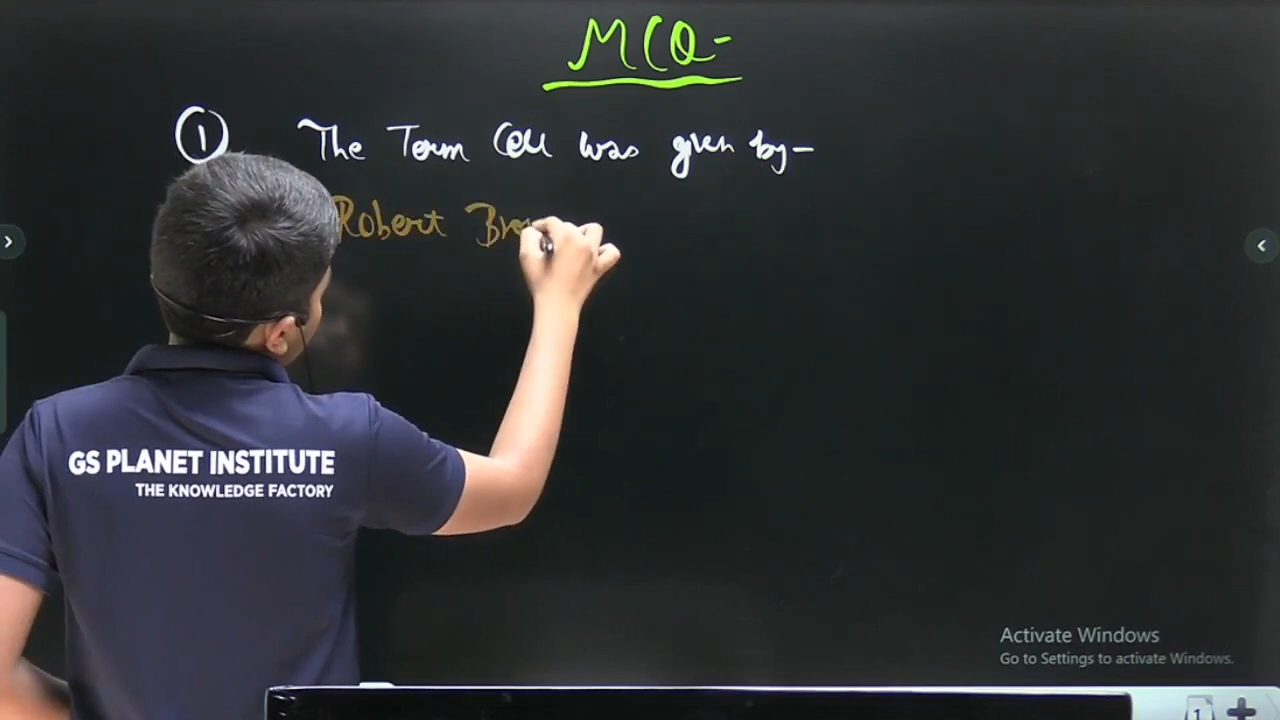 MCQ-
1 The Term Cell was given by-
Robert
GS PLANET INSTITUTE
THE KNOWLEDGE FACTORY
Activate Windows
Go to Settings to activate Windows.
1